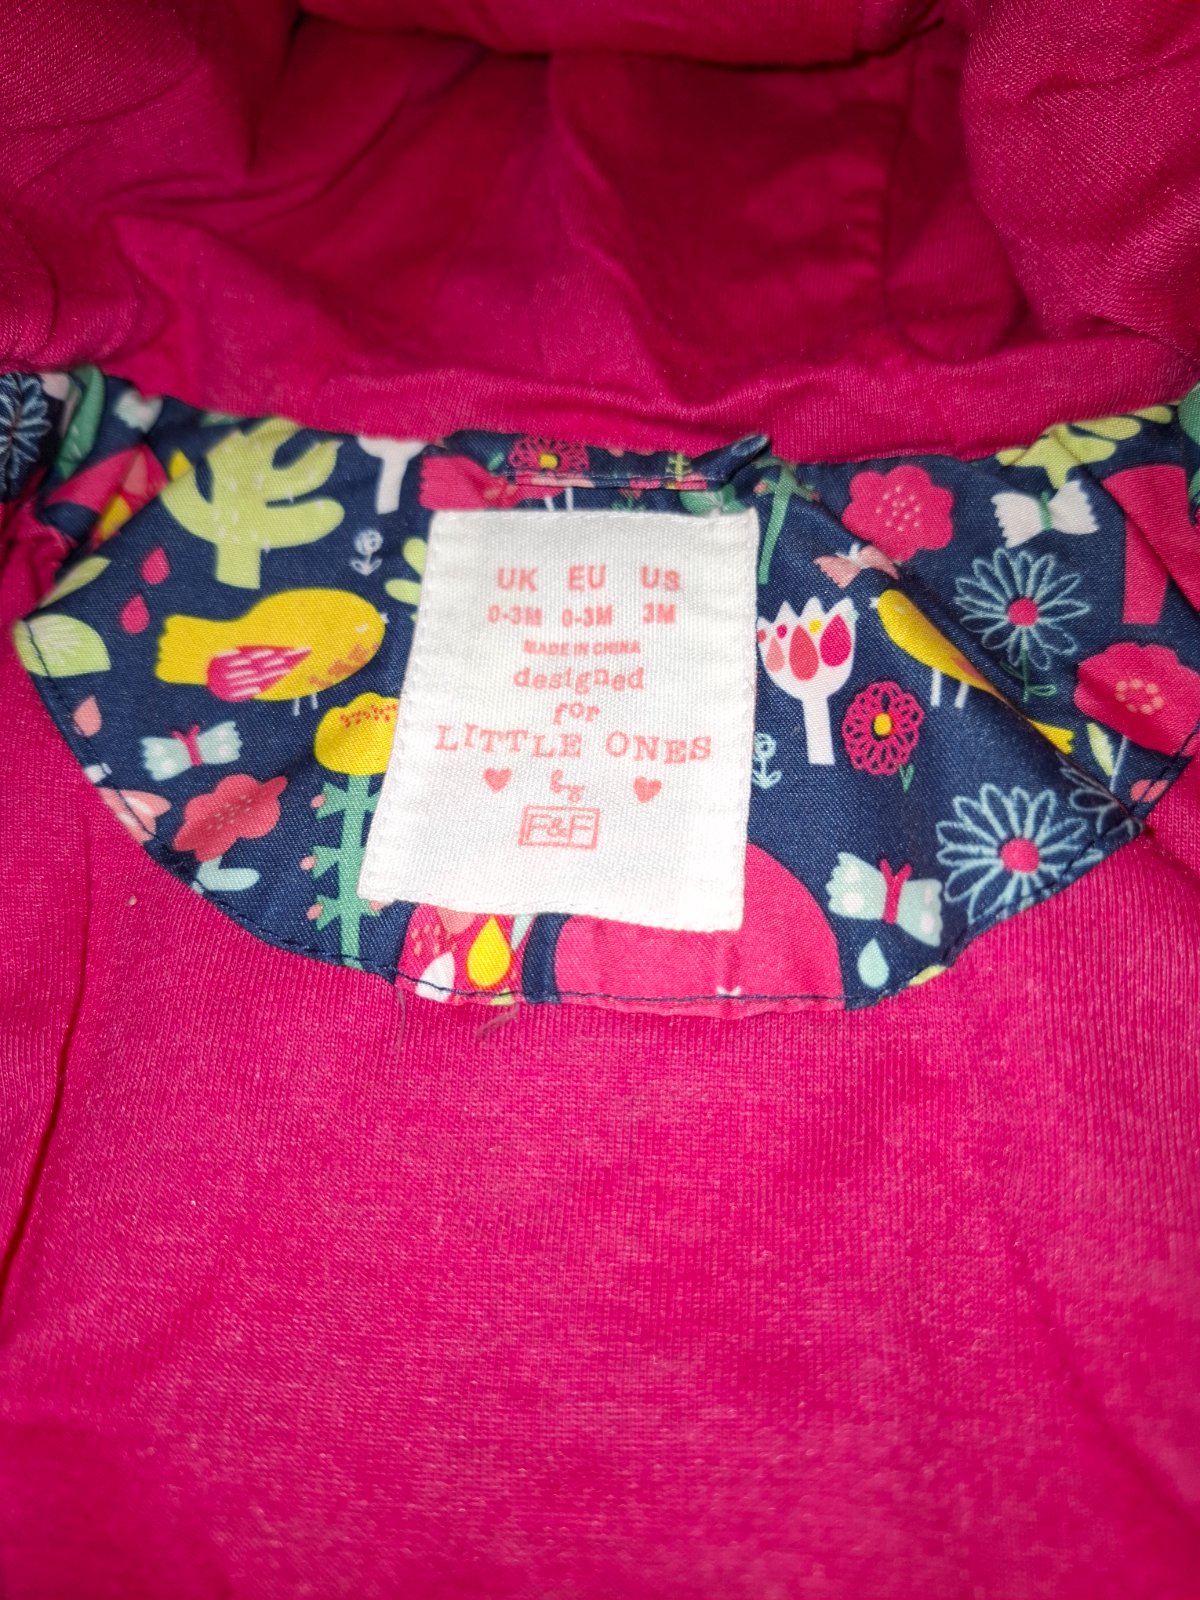 UK EU US
0-3M 0-3M 3M
MADE IN CHINA
designed
for
LITTLE ONES
by
F&F